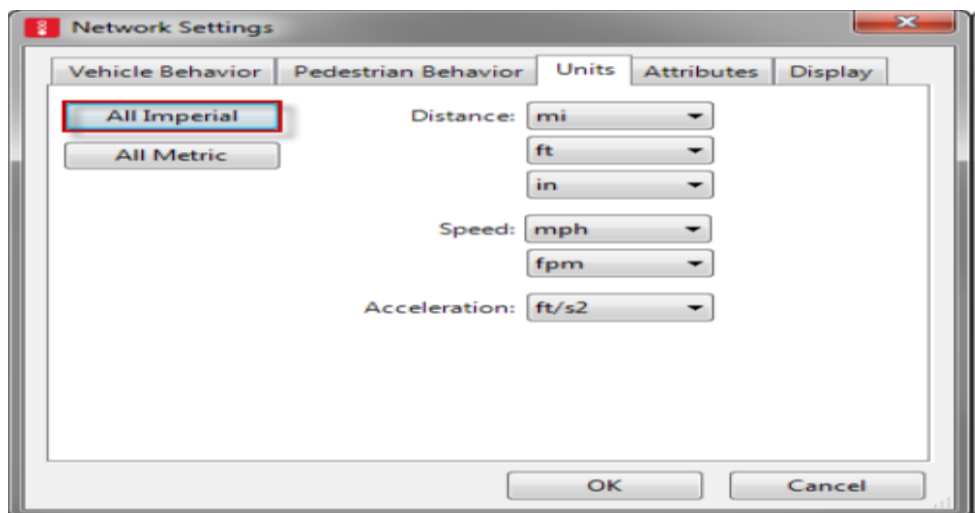 Network Settings
Vehicle Behavior Pedestrian Behavior Units Attributes Display
All Imperial Distance: mi
All Metric ft
in
Speed: mph
fpm
Acceleration: ft/s2
OK Cancel